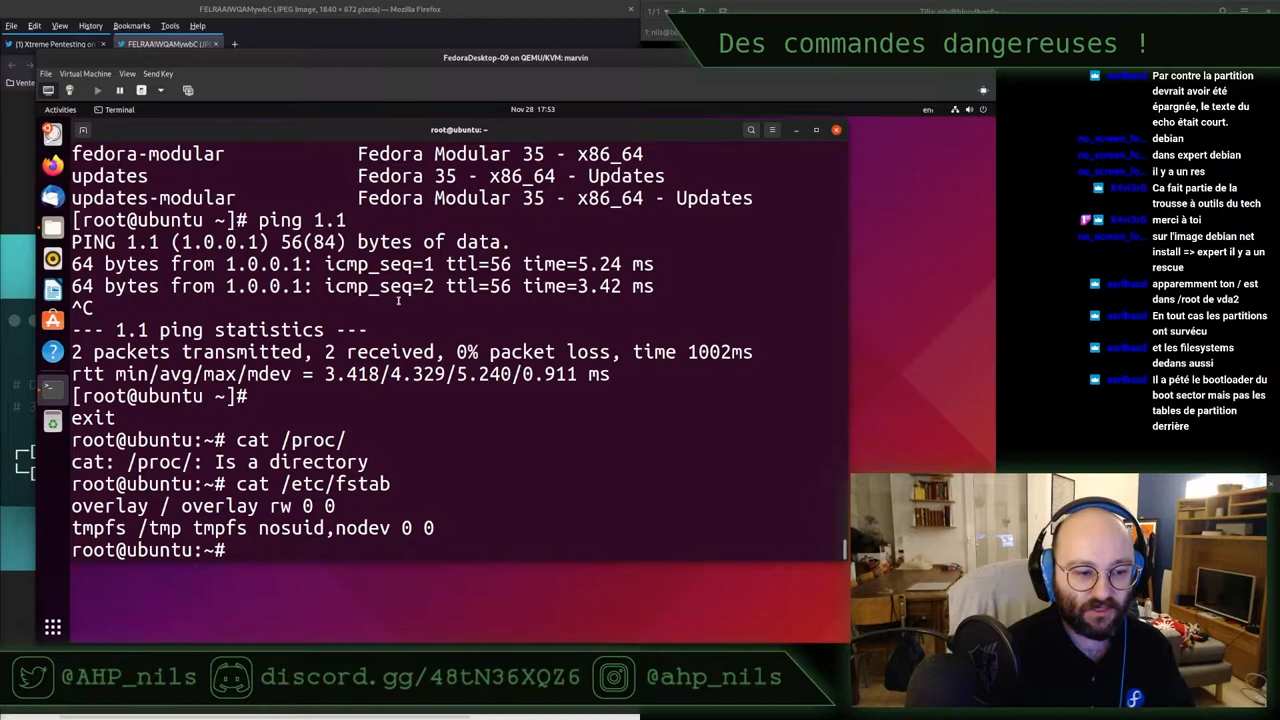 FELRAAIWQAMywbC (JPEG Image, 1840 × 672 pixels) — Mozilla Firefox
File Edit View History Bookmarks Tools Help
(1) Xtreme Pentesting on
FELRAAIWQAMywbC (JPE
1/1
Des commandes dangereuses !
FedoraDesktop-09 on QEMU/KVM: marvin
File Virtual Machine View Send Key
Activities Terminal Nov 28 17:53 en
root@ubuntu: ~
fedora-modular Fedora Modular 35 - x86_64
updates Fedora 35 - x86_64 - Updates
updates-modular Fedora Modular 35 - x86_64 - Updates
[root@ubuntu ~]# ping 1.1
PING 1.1 (1.0.0.1) 56(84) bytes of data.
64 bytes from 1.0.0.1: icmp_seq=1 ttl=56 time=5.24 ms
64 bytes from 1.0.0.1: icmp_seq=2 ttl=56 time=3.42 ms
^C
--- 1.1 ping statistics ---
2 packets transmitted, 2 received, 0% packet loss, time 1002ms
rtt min/avg/max/mdev = 3.418/4.329/5.240/0.911 ms
[root@ubuntu ~]#
exit
root@ubuntu:~# cat /proc/
cat: /proc/: Is a directory
root@ubuntu:~# cat /etc/fstab
overlay / overlay rw 0 0
tmpfs /tmp tmpfs nosuid,nodev 0 0
root@ubuntu:~#
Par contre la partition
devrait avoir été
épargnée, le texte du
echo était court.
debian
dans expert debian
il y a un res
Ca fait partie de la
trousse à outils du tech
merci à toi
sur l'image debian net
install => expert il y a un
rescue
apparemment ton / est
dans /root de vda2
En tout cas les partitions
ont survécu
et les filesystems
dedans aussi
Il a pété le bootloader du
boot sector mais pas les
tables de partition
derrière
@AHP_nils
discord.gg/48tN36XQZ6
@ahp_nils